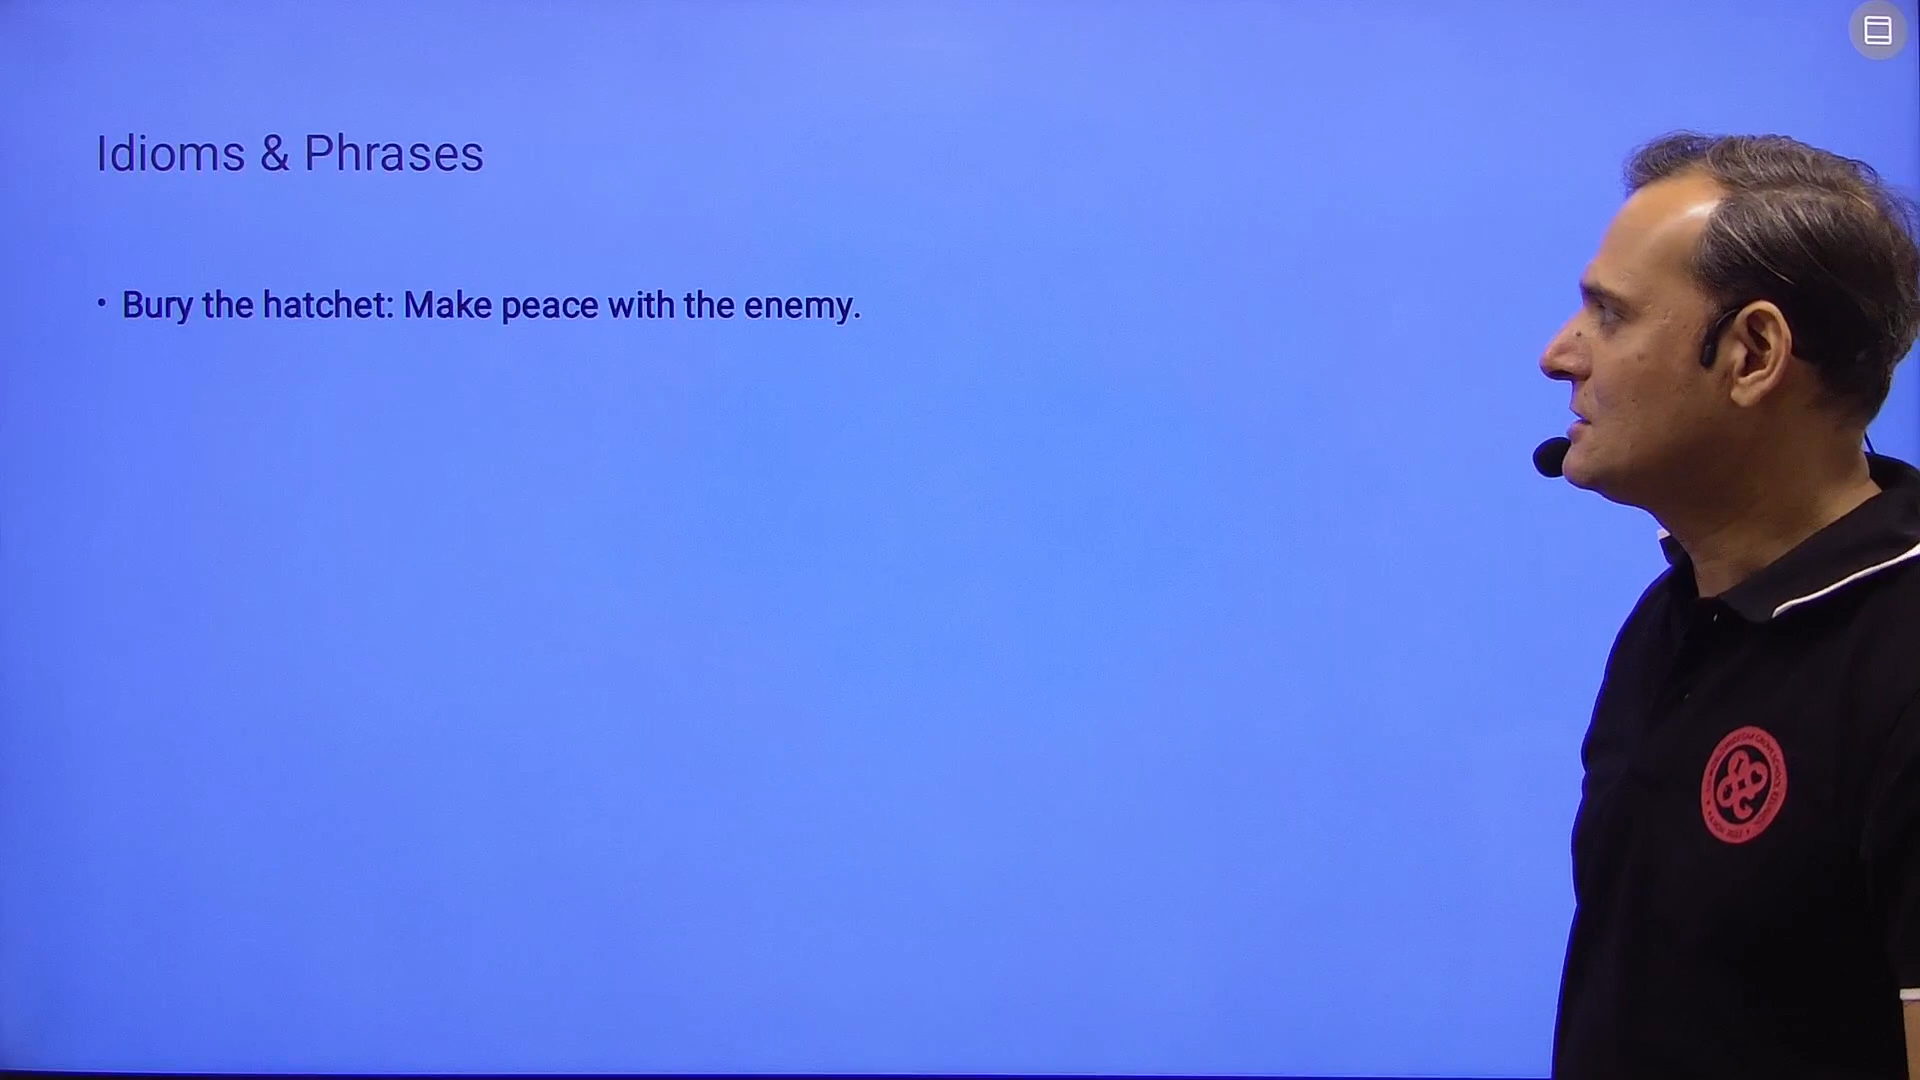 Idioms & Phrases
• Bury the hatchet: Make peace with the enemy.